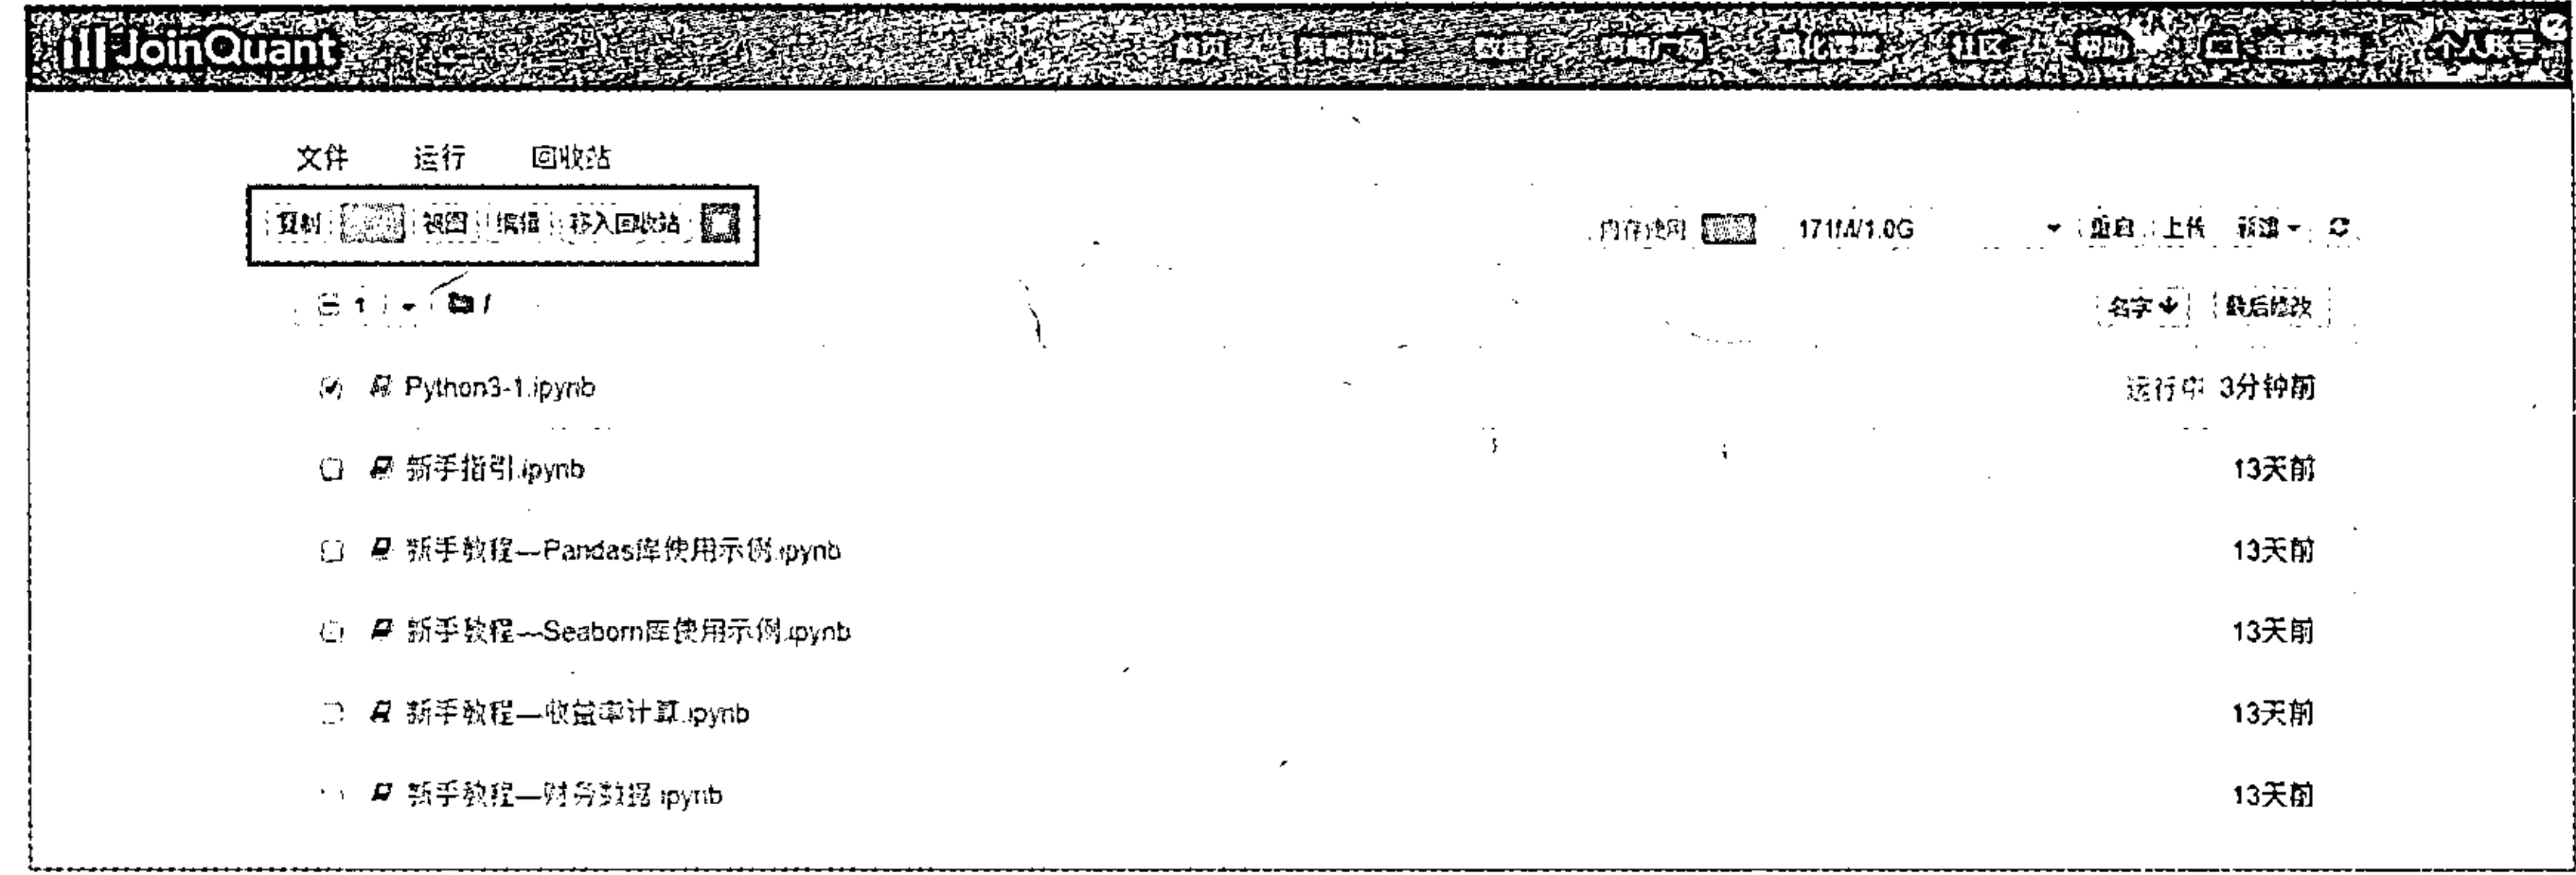 JoinQuant 首页 策略研究 数据 策略广场 量化课堂 社区 帮助 个人账号
文件 运行 回收站
复制 视图 编辑 移入回收站 内存使用 171M/1.0G 重启 上传 新建
1 / 名字 最后修改
Python3-1.ipynb 运行中 3分钟前
新手指引.ipynb 13天前
新手教程—Pandas库使用示例.ipynb 13天前
新手教程—Seaborn库使用示例.ipynb 13天前
新手教程—收益率计算.ipynb 13天前
新手教程—财务数据.ipynb 13天前